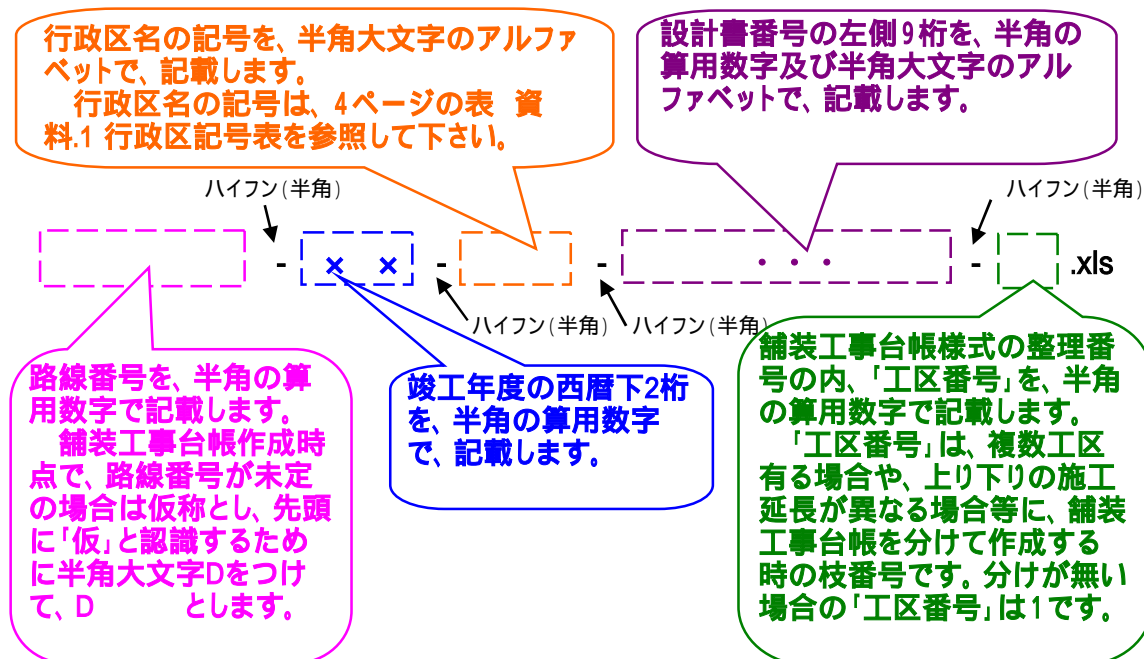 行政区名の記号を、半角大文字のアルファ
ベットで、記載します。
行政区名の記号は、4ページの表 資
料.1 行政区記号表を参照して下さい。
設計書番号の左側9桁を、半角の
算用数字及び半角大文字のアル
ファベットで、記載します。
ハイフン(半角)
ハイフン(半角)
- × × - - ・・・ - .xls
ハイフン(半角)
ハイフン(半角)
路線番号を、半角の算
用数字で記載します。
舗装工事台帳作成時
点で、路線番号が未定
の場合は仮称とし、先頭
に「仮」と認識するため
に半角大文字Dをつけ
て、D とします。
竣工年度の西暦下2桁
を、半角の算用数字
で、記載します。
舗装工事台帳様式の整理番
号の内、「工区番号」を、半角
の算用数字で記載します。
「工区番号」は、複数工区
有る場合や、上り下りの施工
延長が異なる場合等に、舗装
工事台帳を分けて作成する
時の枝番号です。分けが無い
場合の「工区番号」は1です。